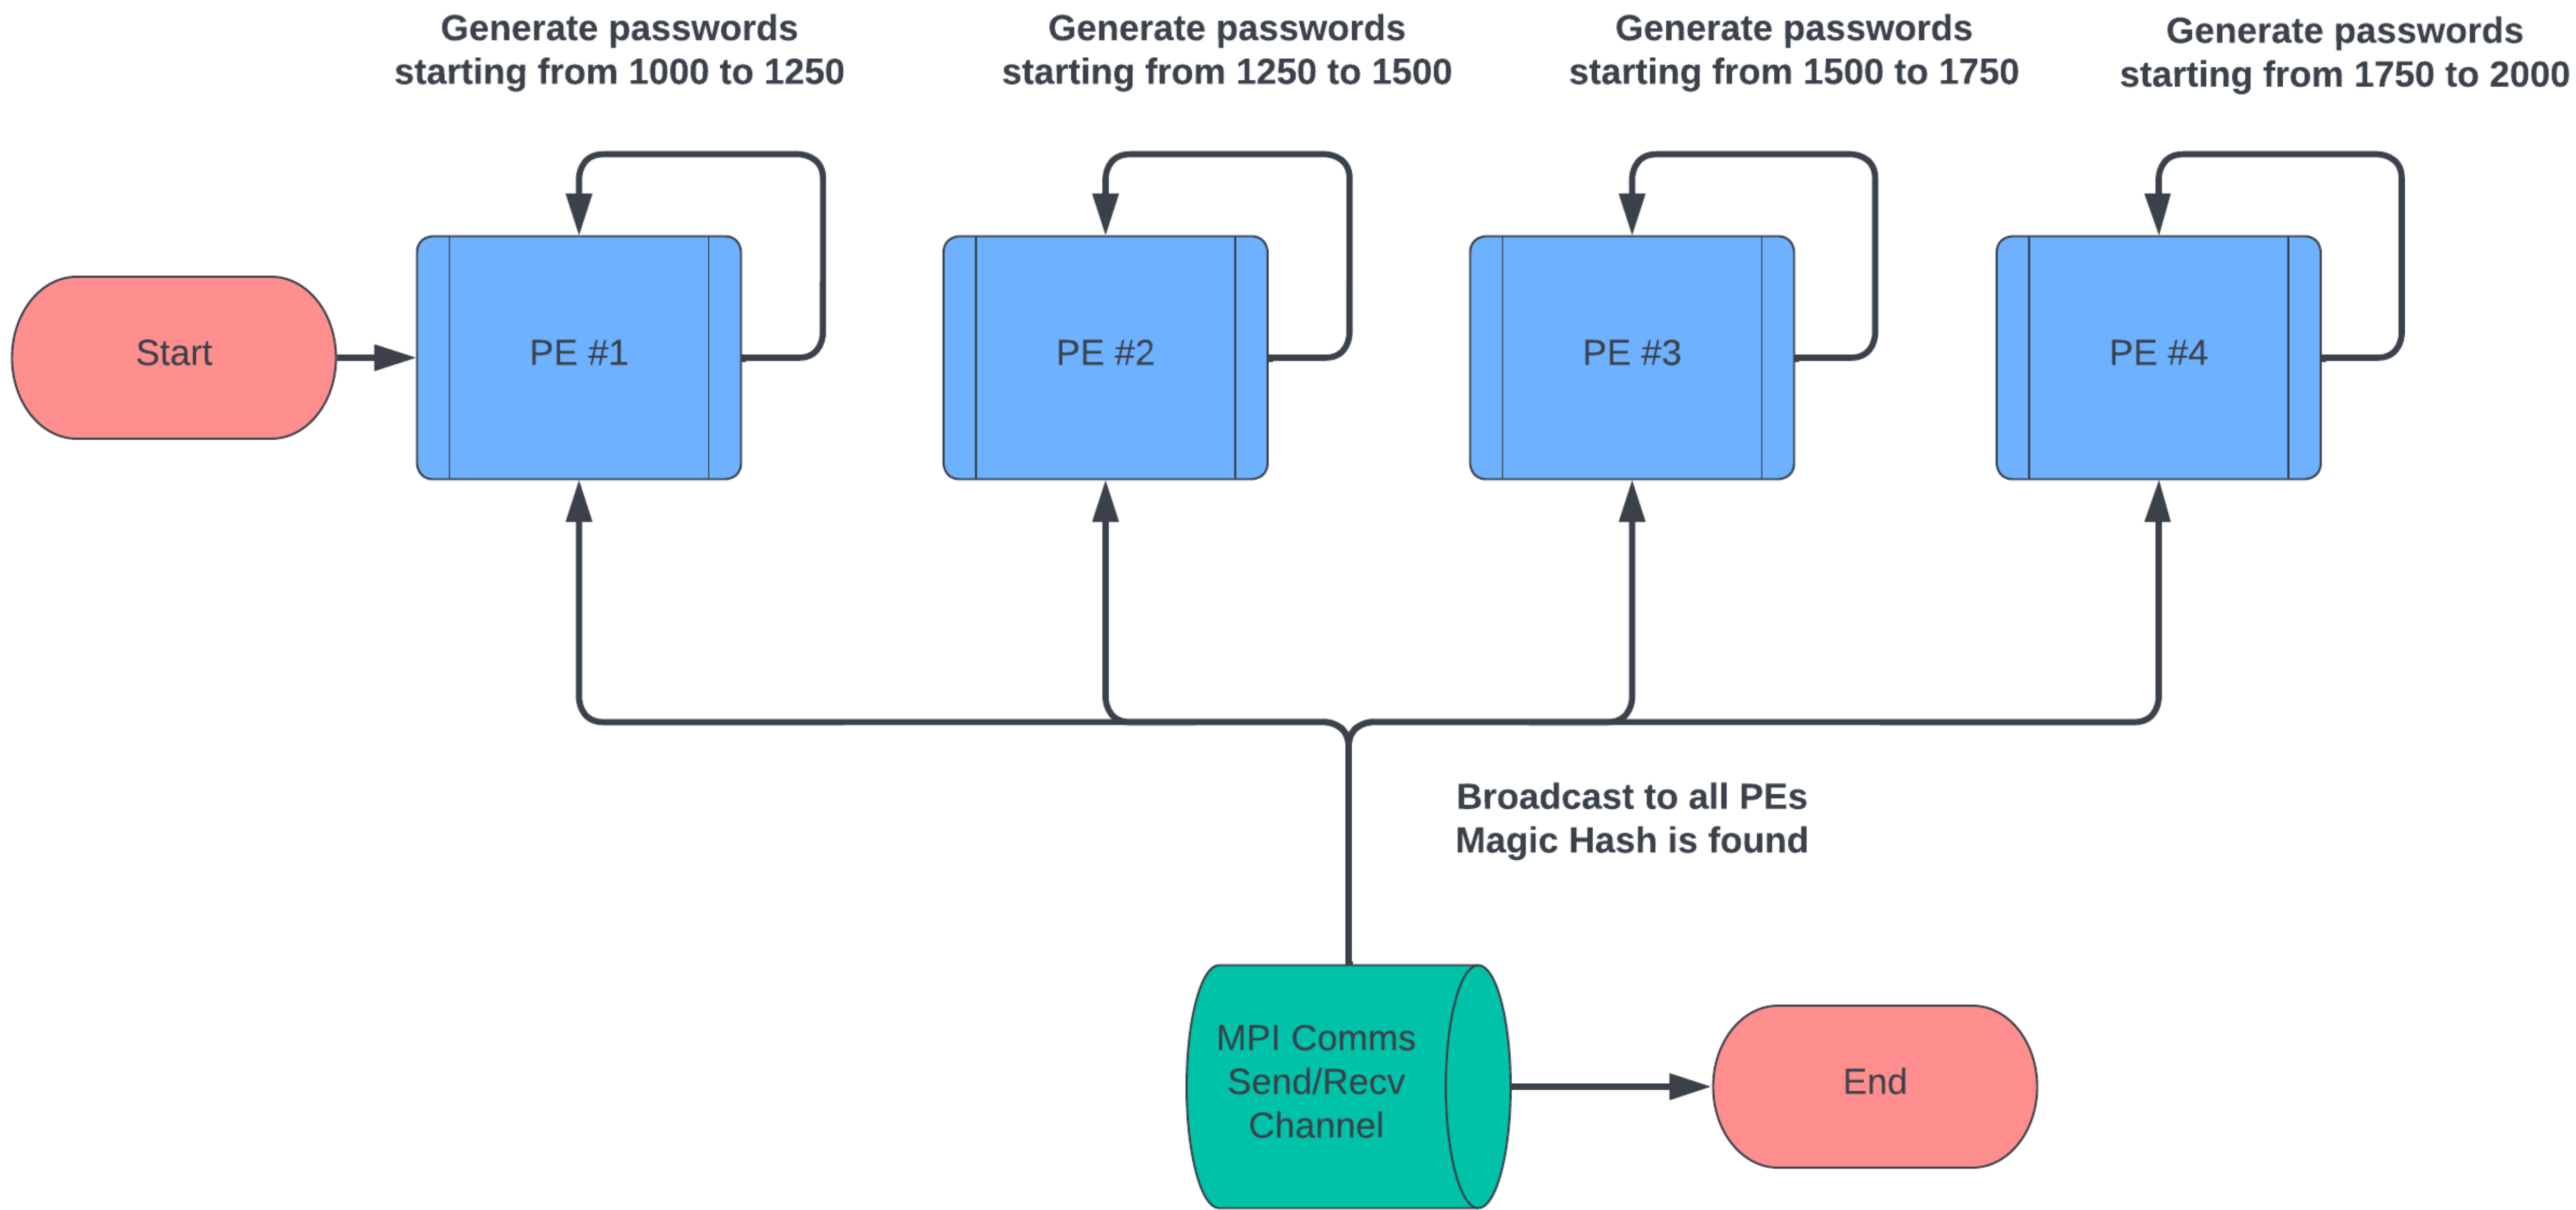 Generate passwords
starting from 1000 to 1250
Generate passwords
starting from 1250 to 1500
Generate passwords
starting from 1500 to 1750
Generate passwords
starting from 1750 to 2000
Start
PE #1
PE #2
PE #3
PE #4
Broadcast to all PEs
Magic Hash is found
MPI Comms
Send/Recv
Channel
End